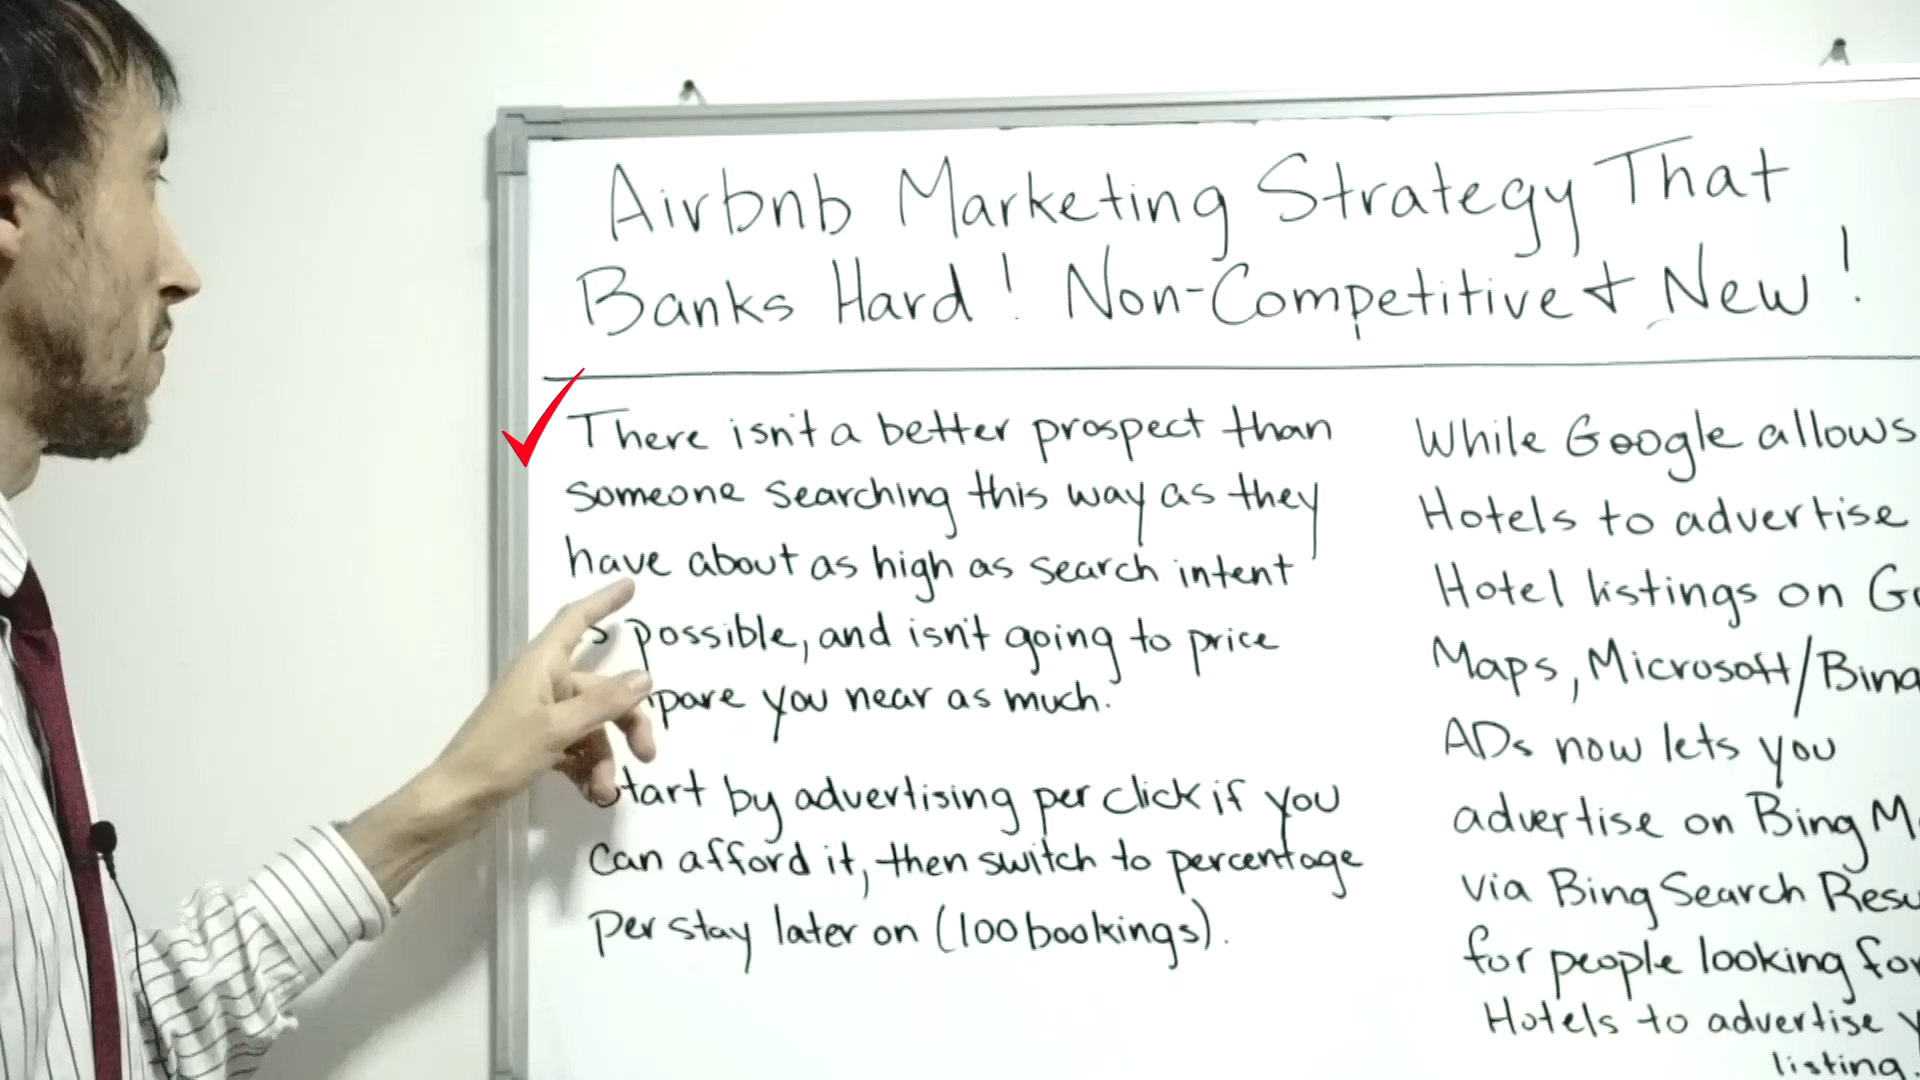 Airbnb Marketing Strategy That
Banks Hard! Non-Competitive & New!
There isn't a better prospect than
someone searching this way as they
have about as high as search intent
possible, and isn't going to price
you near as much.
Start by advertising per click if you
can afford it, then switch to percentage
per stay later on (100 bookings).
While Google allows
Hotels to advertise
Hotel listings on
Maps, Microsoft/Bing
ADs now lets you
advertise on Bing
via Bing Search
for people looking
Hotels to advertise
listing.